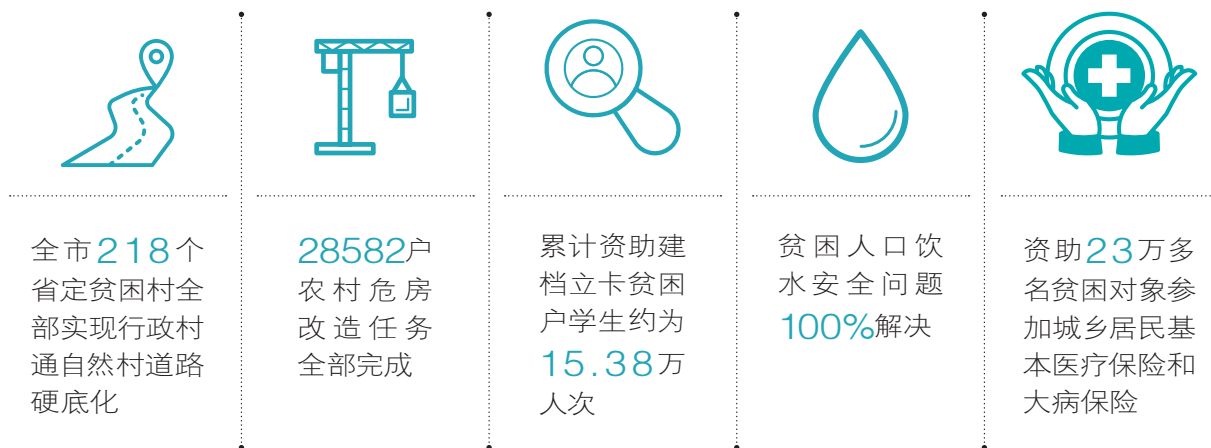 全市218个
省定贫困村全
部实现行政村
通自然村道路
硬底化
28582户
农村危房
改造任务
全部完成
累计资助建
档立卡贫困
户学生约为
15.38万
人次
贫困人口饮
水安全问题
100%解决
资助23万多
名贫困对象参
加城乡居民基
本医疗保险和
大病保险